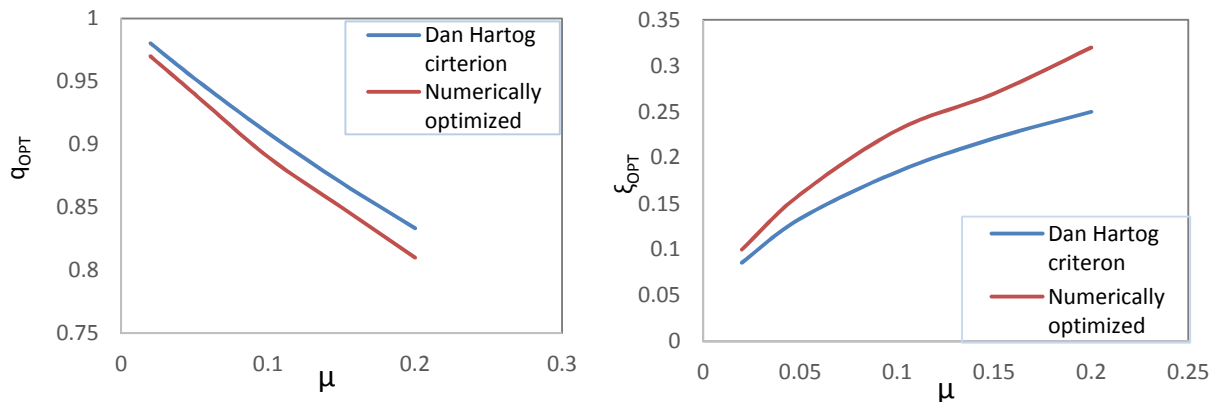 1
0.95
0.9
0.85
0.8
0.75
qOPT
0
0.1
0.2
0.3
μ
Dan Hartog
cirterion
Numerically
optimized
0.35
0.3
0.25
0.2
0.15
0.1
0.05
0
ξOPT
0
0.05
0.1
0.15
0.2
0.25
μ
Dan Hartog
criteron
Numerically
optimized